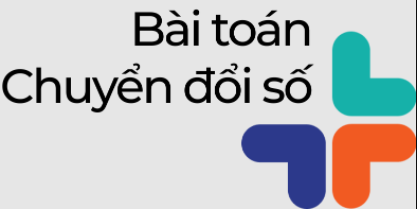 Bài toán
Chuyển đổi số